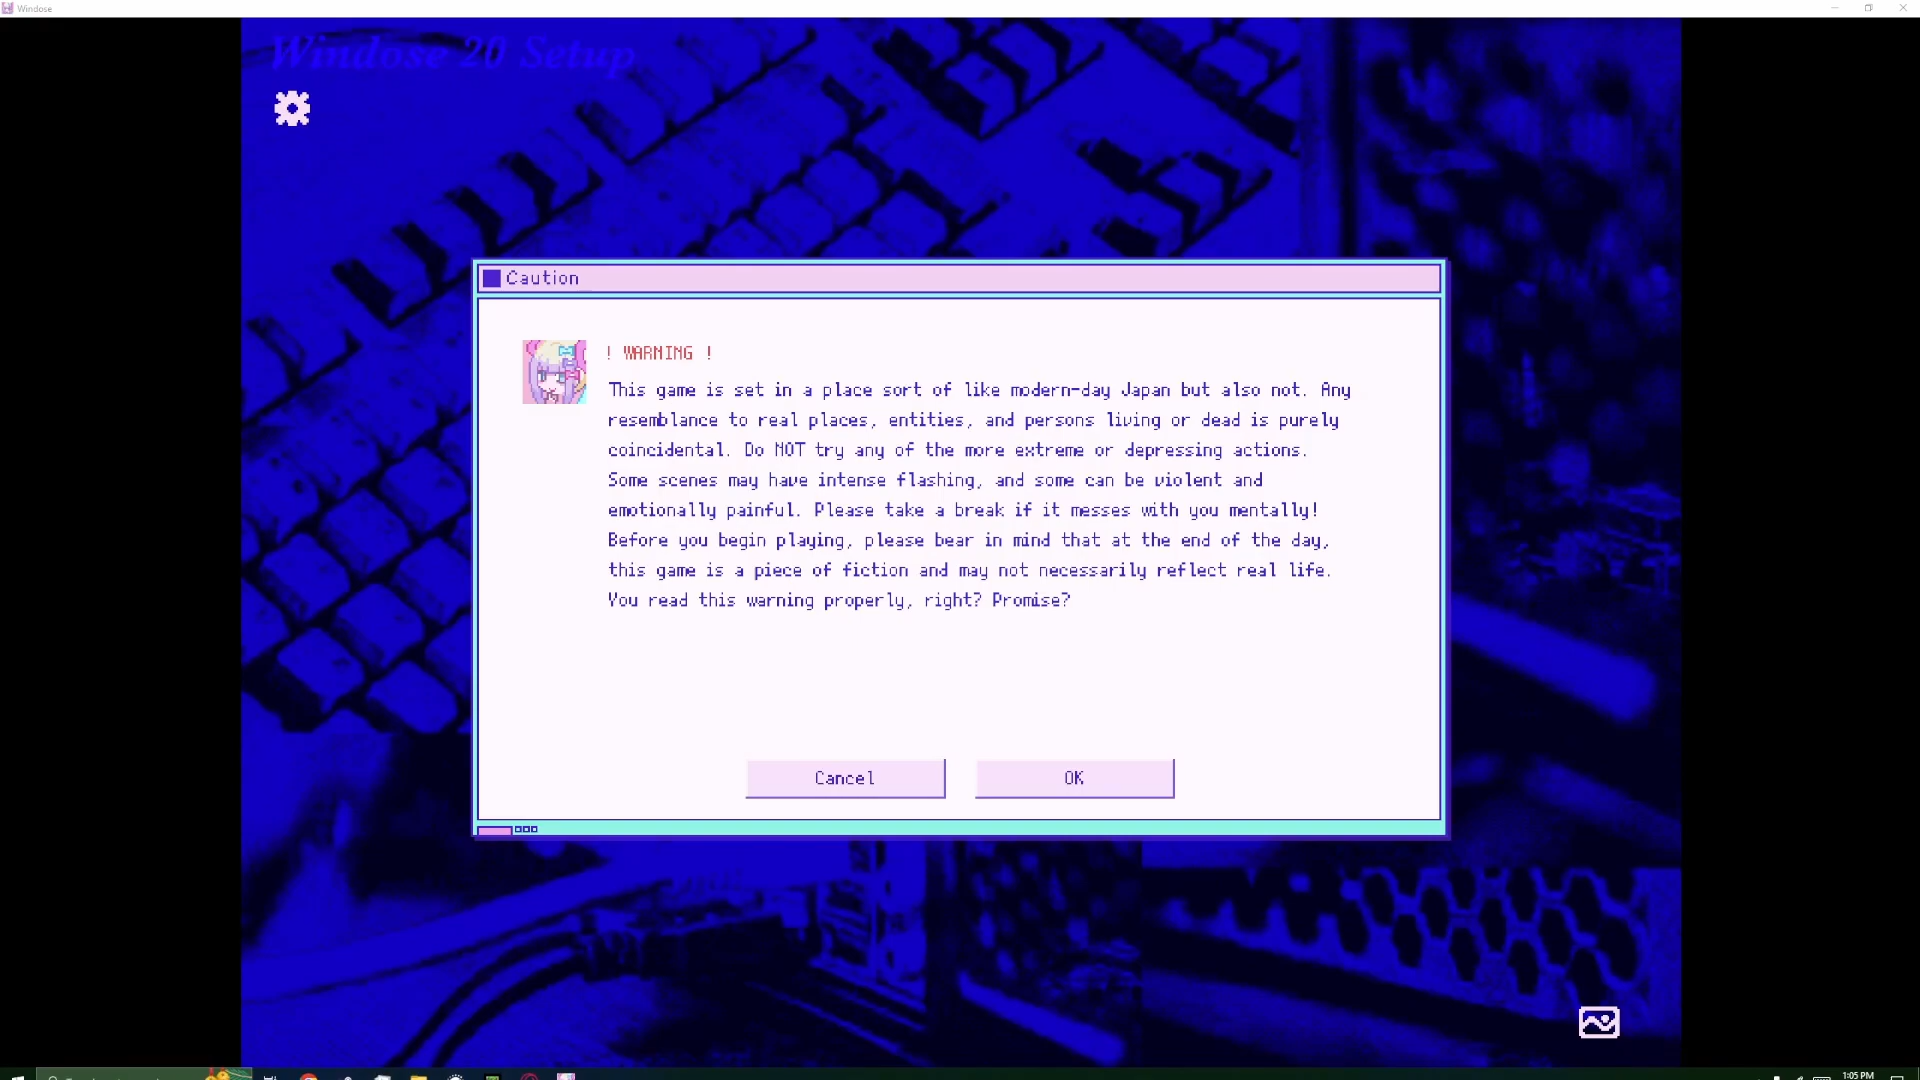 Windose
Windose 20 Setup
Caution
! WARNING !
This game is set in a place sort of like modern-day Japan but also not. Any
resemblance to real places, entities, and persons living or dead is purely
coincidental. Do NOT try any of the more extreme or depressing actions.
Some scenes may have intense flashing, and some can be violent and
emotionally painful. Please take a break if it messes with you mentally!
Before you begin playing, please bear in mind that at the end of the day,
this game is a piece of fiction and may not necessarily reflect real life.
You read this warning properly, right? Promise?
Cancel
OK
1:05 PM